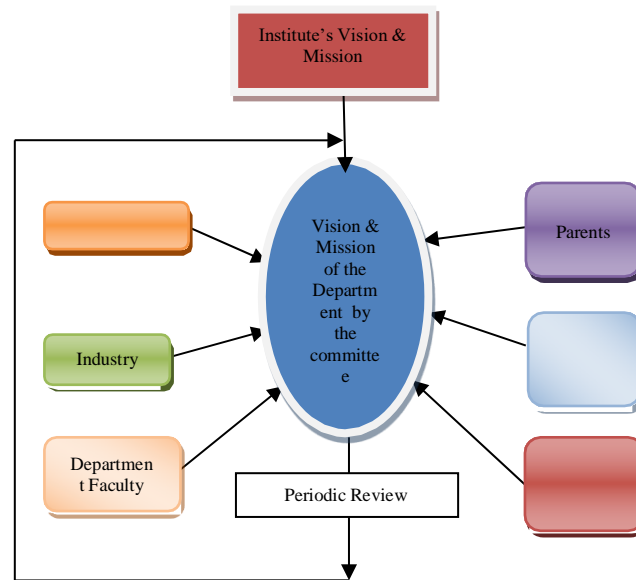 Institute’s Vision &
Mission
Vision &
Mission
of the
Departm
ent by
the
committe
e
Parents
Industry
Departmen
t Faculty
Periodic Review